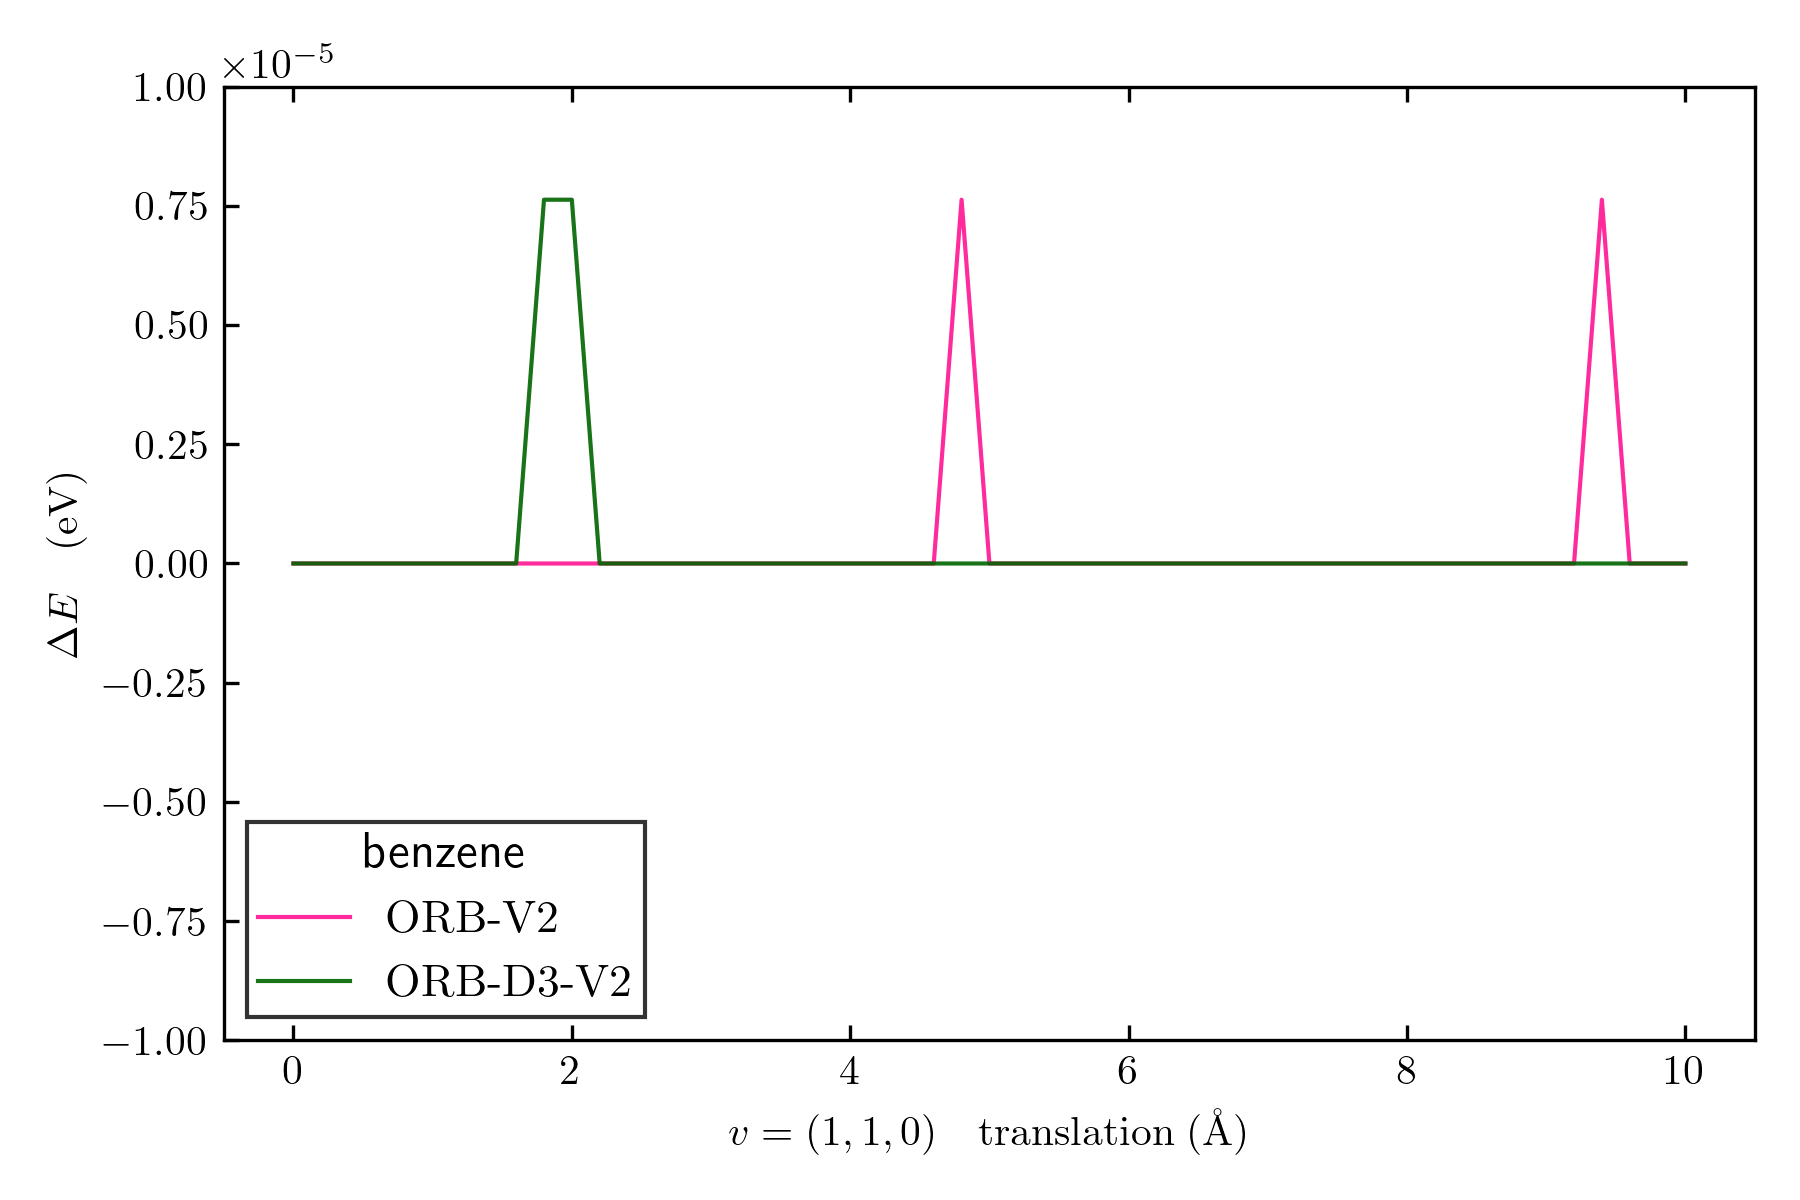 ×10⁻⁵
1.00
0.75
0.50
0.25
0.00
−0.25
−0.50
−0.75
−1.00
ΔE (eV)
benzene
ORB-V2
ORB-D3-V2
0 2 4 6 8 10
v = (1, 1, 0) translation (Å)